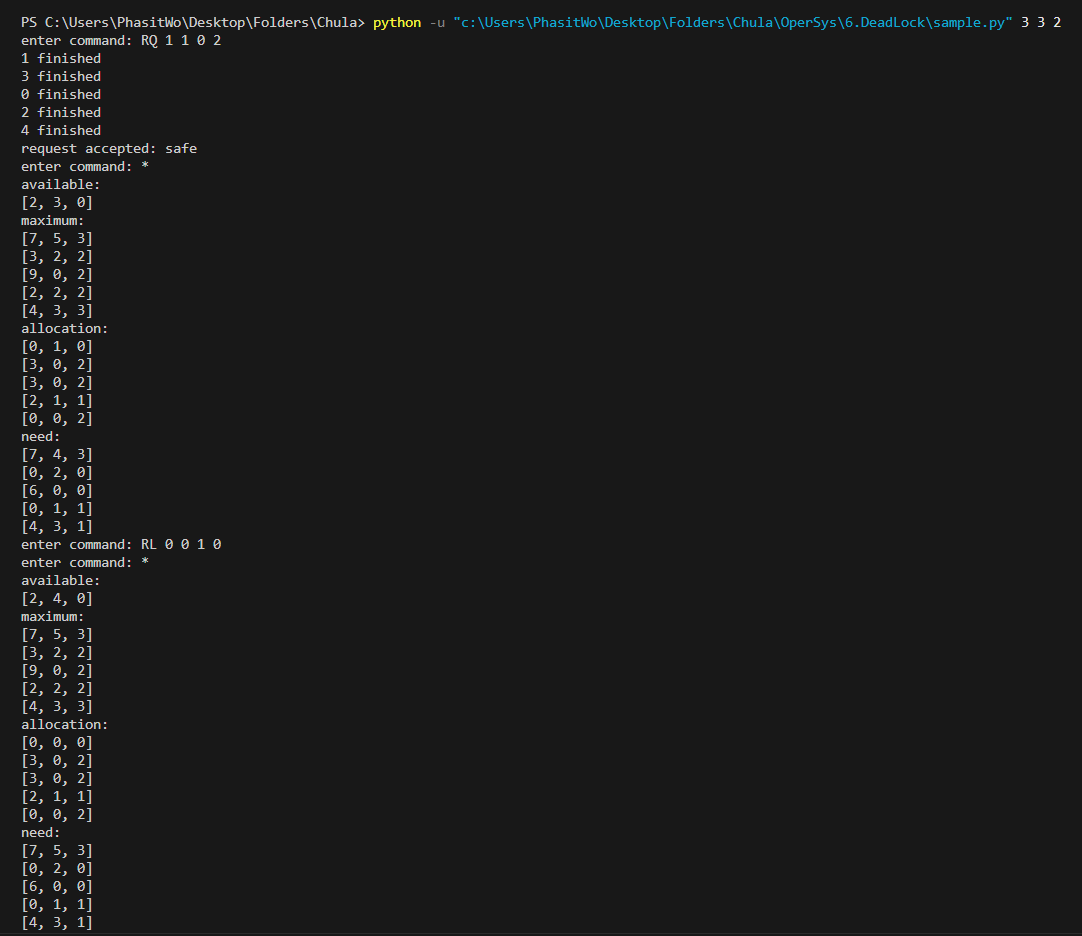 PS C:\Users\PhasitWo\Desktop\Folders\Chula> python -u "c:\Users\PhasitWo\Desktop\Folders\Chula\OperSys\6.DeadLock\sample.py" 3 3 2
enter command: RQ 1 1 0 2
1 finished
3 finished
0 finished
2 finished
4 finished
request accepted: safe
enter command: *
available:
[2, 3, 0]
maximum:
[7, 5, 3]
[3, 2, 2]
[9, 0, 2]
[2, 2, 2]
[4, 3, 3]
allocation:
[0, 1, 0]
[3, 0, 2]
[3, 0, 2]
[2, 1, 1]
[0, 0, 2]
need:
[7, 4, 3]
[0, 2, 0]
[6, 0, 0]
[0, 1, 1]
[4, 3, 1]
enter command: RL 0 0 1 0
enter command: *
available:
[2, 4, 0]
maximum:
[7, 5, 3]
[3, 2, 2]
[9, 0, 2]
[2, 2, 2]
[4, 3, 3]
allocation:
[0, 0, 0]
[3, 0, 2]
[3, 0, 2]
[2, 1, 1]
[0, 0, 2]
need:
[7, 5, 3]
[0, 2, 0]
[6, 0, 0]
[0, 1, 1]
[4, 3, 1]